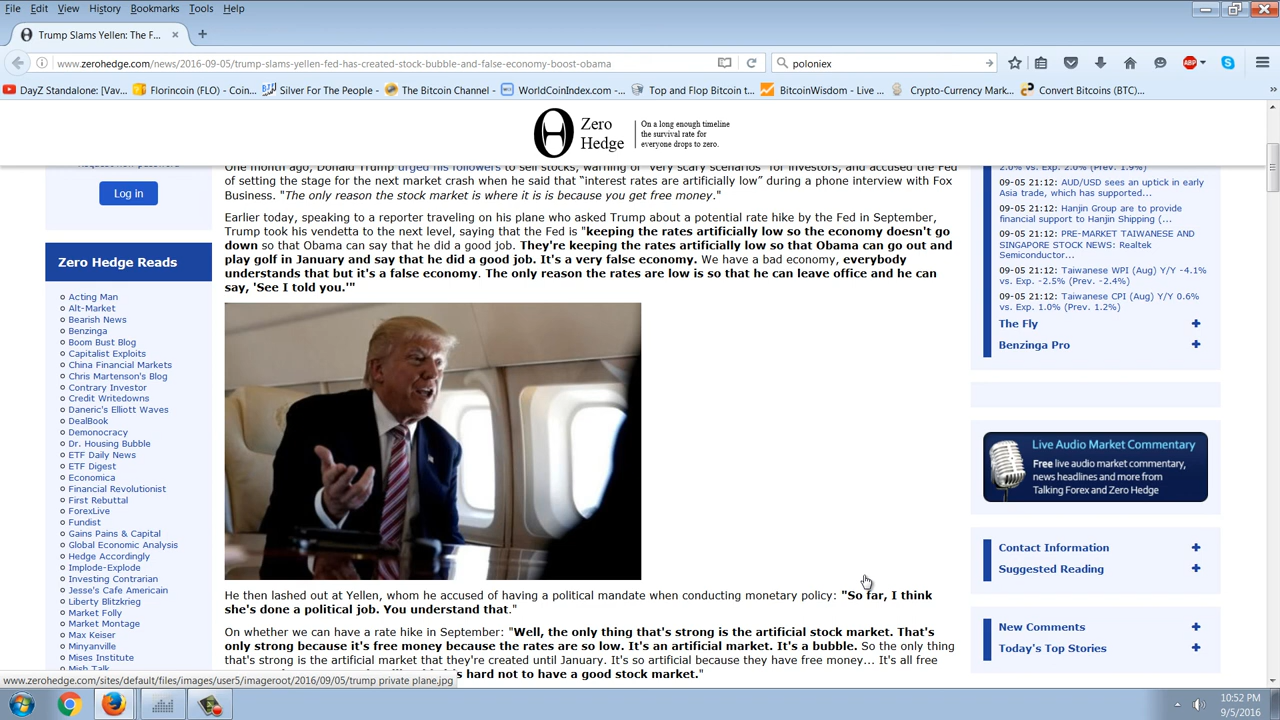 File Edit View History Bookmarks Tools Help
Trump Slams Yellen: The F...
www.zerohedge.com/news/2016-09-05/trump-slams-yellen-fed-has-created-stock-bubble-and-false-economy-boost-obama
poloniex
DayZ Standalone: [Vav... Florincoin (FLO) - Coin... Silver For The People - The Bitcoin Channel - WorldCoinIndex.com -... Top and Flop Bitcoin t... BitcoinWisdom - Live ... Crypto-Currency Mark... Convert Bitcoins (BTC)...
Zero
Hedge
On a long enough timeline
the survival rate for
everyone drops to zero.
Request new password
Log in
Zero Hedge Reads
Acting Man
Alt-Market
Bearish News
Benzinga
Boom Bust Blog
Capitalist Exploits
China Financial Markets
Chris Martenson's Blog
Contrary Investor
Credit Writedowns
Daneric's Elliott Waves
DealBook
Demonocracy
Dr. Housing Bubble
ETF Daily News
ETF Digest
Economica
Financial Revolutionist
First Rebuttal
ForexLive
Fundist
Gains Pains & Capital
Global Economic Analysis
Hedge Accordingly
Implode-Explode
Investing Contrarian
Jesse's Cafe Americain
Liberty Blitzkrieg
Market Folly
Market Montage
Max Keiser
Minyanville
Mises Institute
Mish Talk
One month ago, Donald Trump urged his followers to sell stocks, warning of "very scary scenarios" for investors, and accused the Fed
of setting the stage for the next market crash when he said that “interest rates are artificially low” during a phone interview with Fox
Business. "The only reason the stock market is where it is is because you get free money."
Earlier today, speaking to a reporter traveling on his plane who asked Trump about a potential rate hike by the Fed in September,
Trump took his vendetta to the next level, saying that the Fed is "keeping the rates artificially low so the economy doesn't go
down so that Obama can say that he did a good job. They're keeping the rates artificially low so that Obama can go out and
play golf in January and say that he did a good job. It's a very false economy. We have a bad economy, everybody
understands that but it's a false economy. The only reason the rates are low is so that he can leave office and he can
say, 'See I told you.'"
He then lashed out at Yellen, whom he accused of having a political mandate when conducting monetary policy: "So far, I think
she's done a political job. You understand that."
On whether we can have a rate hike in September: "Well, the only thing that's strong is the artificial stock market. That's
only strong because it's free money because the rates are so low. It's an artificial market. It's a bubble. So the only thing
that's strong is the artificial market that they're created until January. It's so artificial because they have free money... It's all free
hard not to have a good stock market."
2.0% vs. Exp. 2.0% (Prev. 1.9%)
09-05 21:12: AUD/USD sees an uptick in early
Asia trade, which has supported...
09-05 21:12: Hanjin Group are to provide
financial support to Hanjin Shipping (...
09-05 21:12: PRE-MARKET TAIWANESE AND
SINGAPORE STOCK NEWS: Realtek
Semiconductor...
09-05 21:12: Taiwanese WPI (Aug) Y/Y -4.1%
vs. Exp. -2.5% (Prev. -2.4%)
09-05 21:12: Taiwanese CPI (Aug) Y/Y 0.6%
vs. Exp. 1.0% (Prev. 1.2%)
The Fly +
Benzinga Pro +
Live Audio Market Commentary
Free live audio market commentary,
news headlines and more from
Talking Forex and Zero Hedge
Contact Information +
Suggested Reading +
New Comments +
Today's Top Stories +
www.zerohedge.com/sites/default/files/images/user5/imageroot/2016/09/05/trump private plane.jpg
10:52 PM
9/5/2016